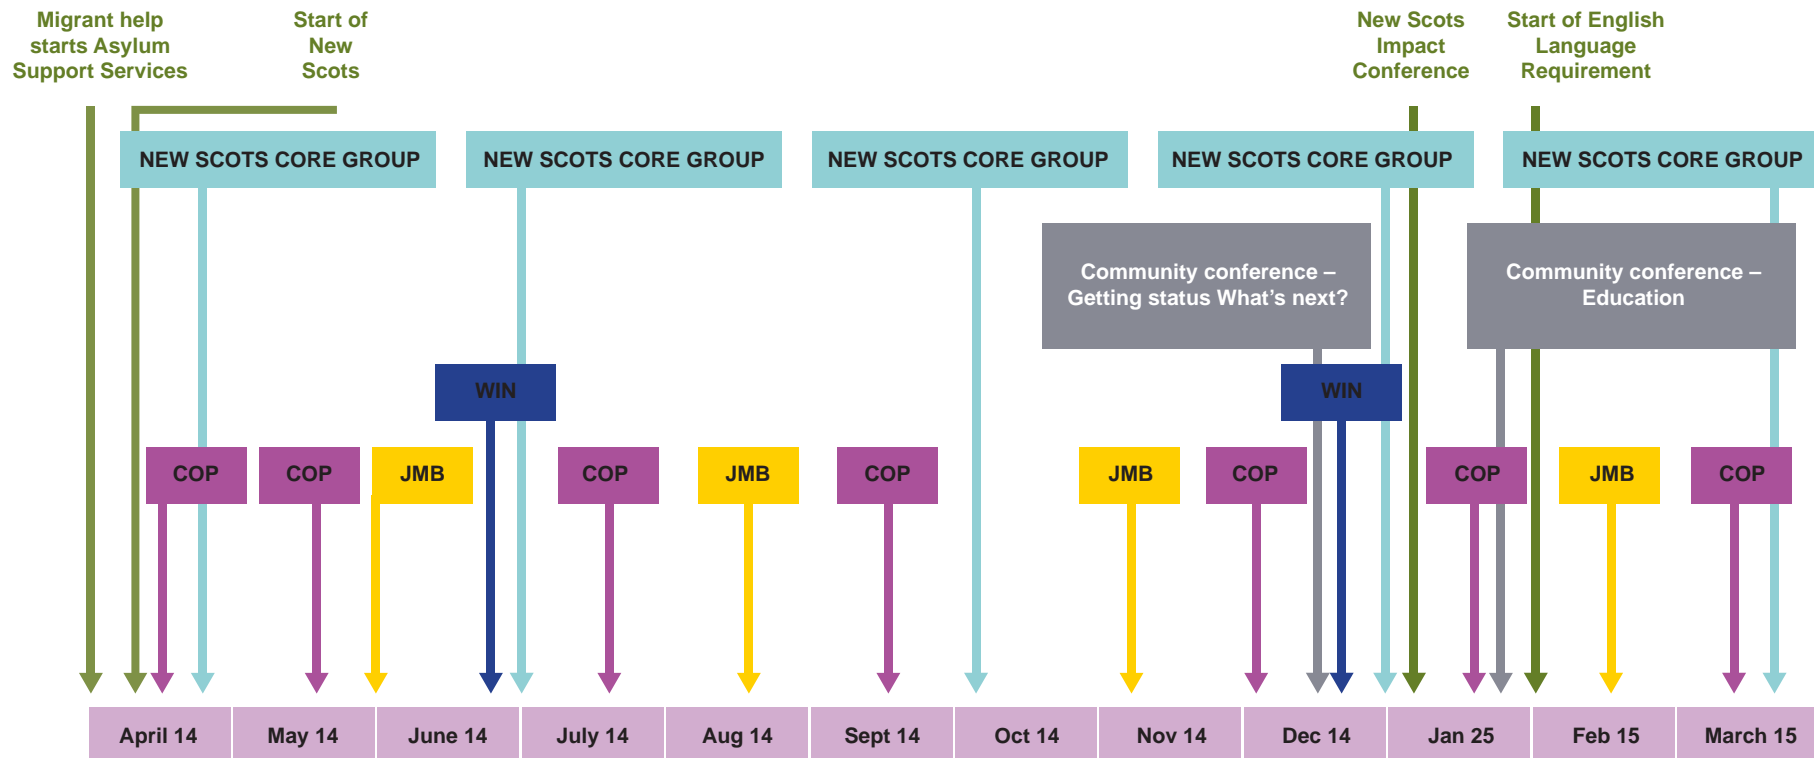 Migrant help
starts Asylum
Support Services
Start of
New
Scots
New Scots
Impact
Conference
Start of English
Language
Requirement
NEW SCOTS CORE GROUP
NEW SCOTS CORE GROUP
NEW SCOTS CORE GROUP
NEW SCOTS CORE GROUP
NEW SCOTS CORE GROUP
Community conference –
Getting status What’s next?
Community conference –
Education
WIN
WIN
COP
COP
JMB
COP
JMB
COP
JMB
COP
COP
JMB
COP
April 14
May 14
June 14
July 14
Aug 14
Sept 14
Oct 14
Nov 14
Dec 14
Jan 25
Feb 15
March 15